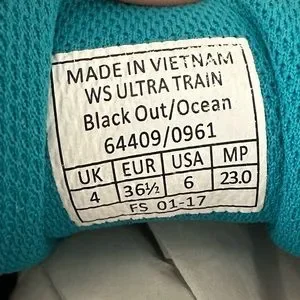 MADE IN VIETNAM
WS ULTRA TRAIN
Black Out/Ocean
64409/0961
UK EUR USA MP
4 36½ 6 23.0
FS 01-17